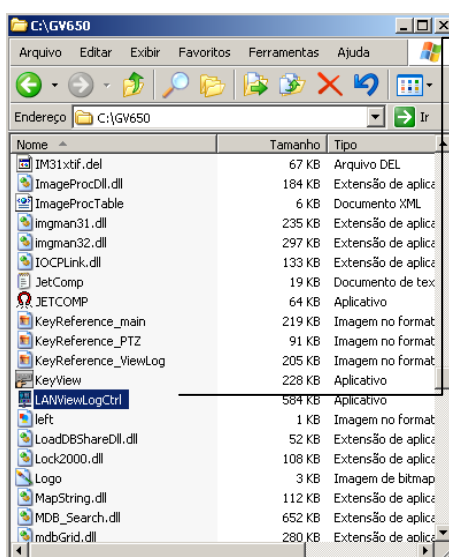 C:\GV650
Arquivo Editar Exibir Favoritos Ferramentas Ajuda
Endereço C:\GV650 Ir
Nome Tamanho Tipo
IM31xtif.del 67 KB Arquivo DEL
ImageProcDll.dll 184 KB Extensão de aplica
ImageProcTable 6 KB Documento XML
imgman31.dll 235 KB Extensão de aplica
imgman32.dll 297 KB Extensão de aplica
IOCPLink.dll 133 KB Extensão de aplica
JetComp 19 KB Documento de tex
JETCOMP 64 KB Aplicativo
KeyReference_main 219 KB Imagem no format
KeyReference_PTZ 91 KB Imagem no format
KeyReference_ViewLog 205 KB Imagem no format
KeyView 228 KB Aplicativo
LANViewLogCtrl 584 KB Aplicativo
left 1 KB Imagem no format
LoadDBShareDll.dll 52 KB Extensão de aplica
Lock2000.dll 108 KB Extensão de aplica
Logo 3 KB Imagem de bitmap
MapString.dll 112 KB Extensão de aplica
MDB_Search.dll 652 KB Extensão de aplica
mdbGrid.dll 280 KB Extensão de aplica